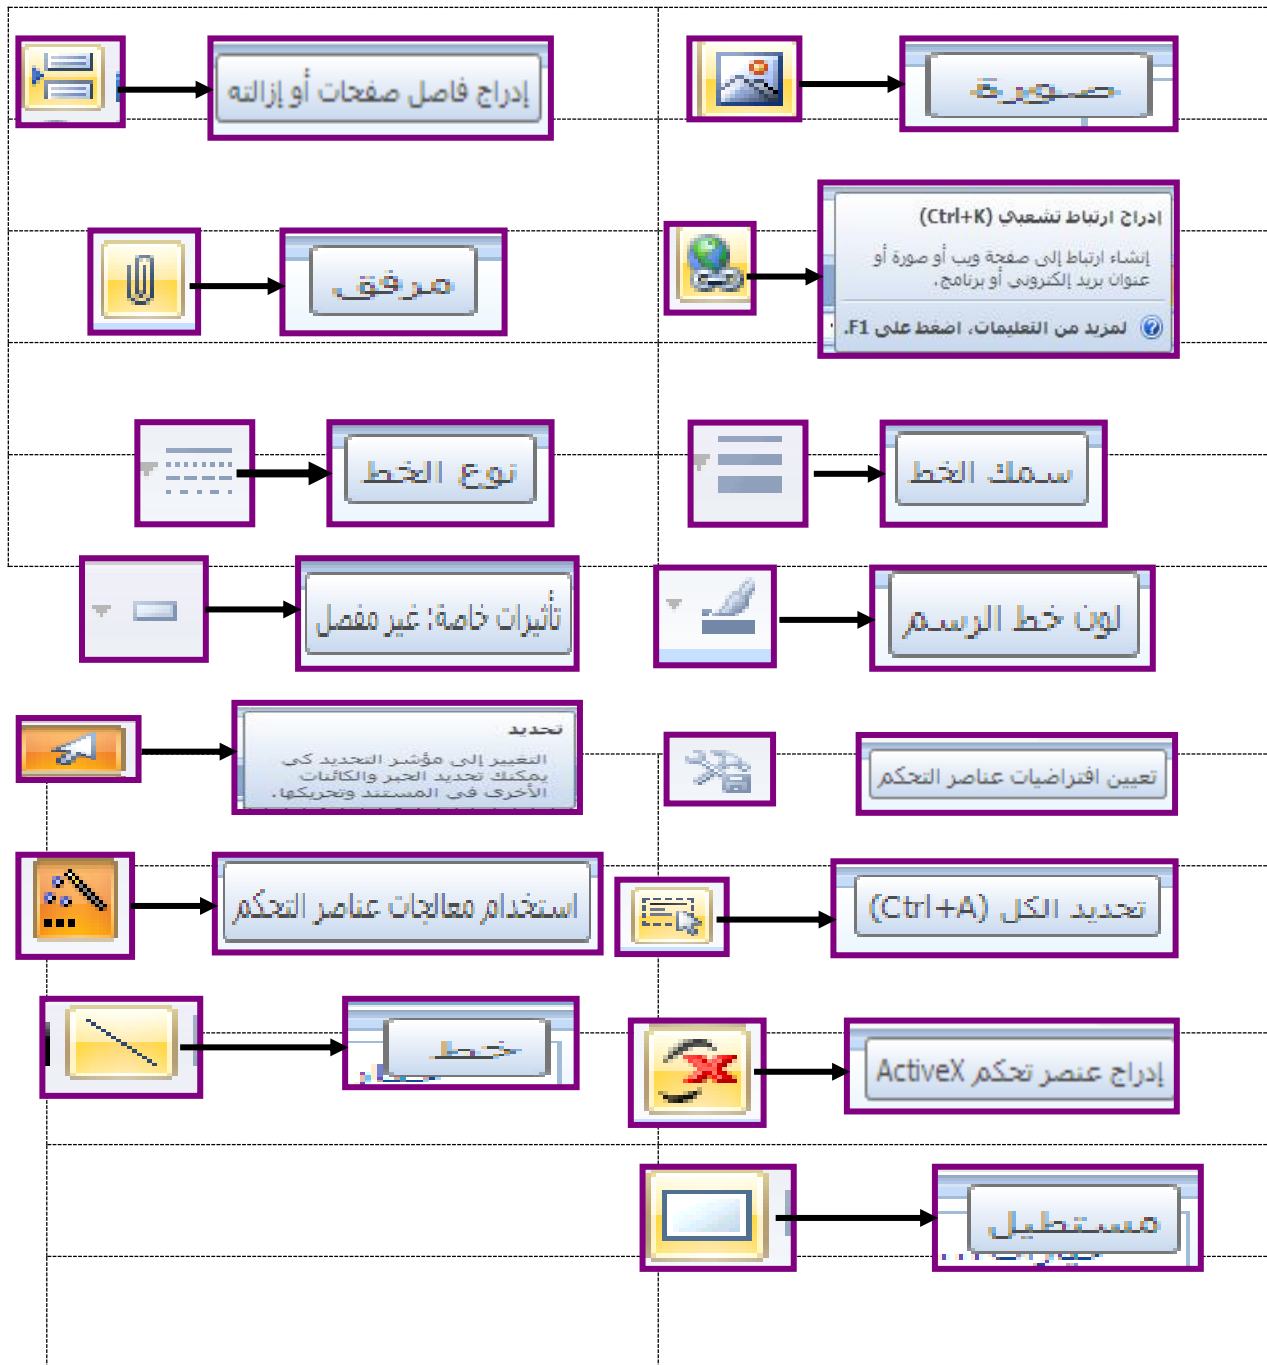 صورة
إدراج فاصل صفحات أو إزالته
إدراج ارتباط تشعبي (Ctrl+K)
إنشاء ارتباط إلى صفحة ويب أو صورة أو
عنوان بريد إلكتروني أو برنامج.
لمزيد من التعليمات، اضغط على F1.
مرفق
سمك الخط
نوع الخط
لون خط الرسم
تأثيرات خاصة: غير مفصل
تعيين افتراضيات عناصر التحكم
تحديد
التغيير إلى مؤشر التحديد كي
يمكنك تحديد الحبر والكائنات
الأخرى في المستند وتحريكها.
تحديد الكل (Ctrl+A)
استخدام معالجات عناصر التحكم
إدراج عنصر تحكم ActiveX
خط
مستطيل